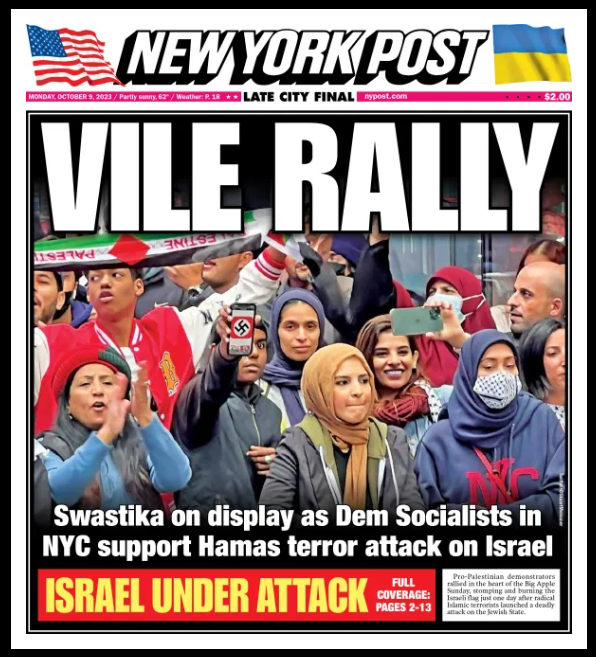 NEW YORK POST
MONDAY, OCTOBER 9, 2023 / Partly sunny, 62° / Weather: P. 18 ★★ LATE CITY FINAL nypost.com $2.00
VILE RALLY
PALESTINE
PALESTI
NYC
Swastika on display as Dem Socialists in
NYC support Hamas terror attack on Israel
ISRAEL UNDER ATTACK
FULL
COVERAGE:
PAGES 2-13
Pro-Palestinian demonstrators
rallied in the heart of the Big Apple
Sunday, stomping and burning the
Israeli flag just one day after radical
Islamic terrorists launched a deadly
attack on the Jewish State.